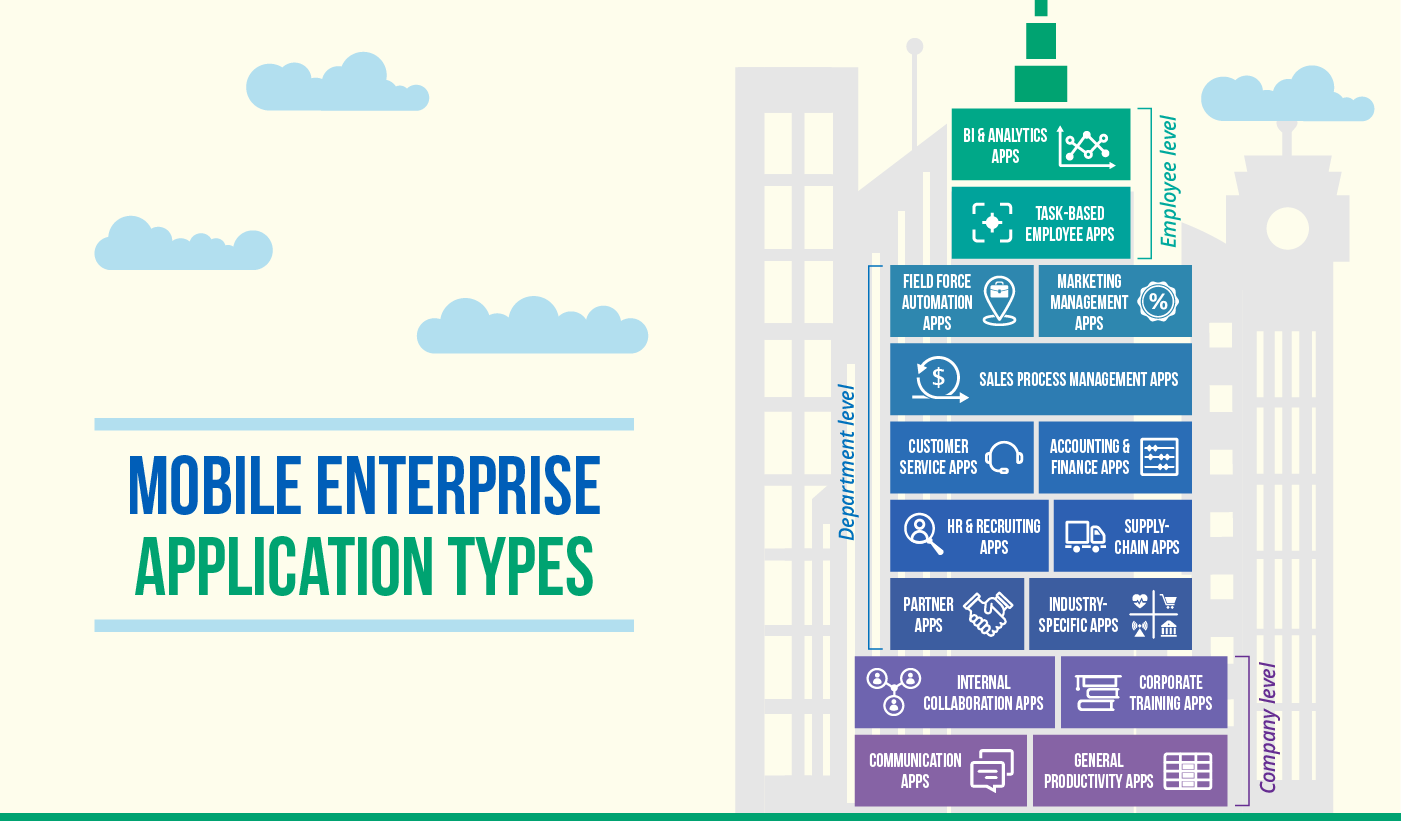 MOBILE ENTERPRISE
APPLICATION TYPES
BI & ANALYTICS
APPS
TASK-BASED
EMPLOYEE APPS
Employee level
FIELD FORCE
AUTOMATION
APPS
MARKETING
MANAGEMENT
APPS
%
$
SALES PROCESS MANAGEMENT APPS
CUSTOMER
SERVICE APPS
ACCOUNTING &
FINANCE APPS
HR & RECRUITING
APPS
SUPPLY-
CHAIN APPS
PARTNER
APPS
INDUSTRY-
SPECIFIC APPS
Department level
INTERNAL
COLLABORATION APPS
CORPORATE
TRAINING APPS
COMMUNICATION
APPS
GENERAL
PRODUCTIVITY APPS
Company level